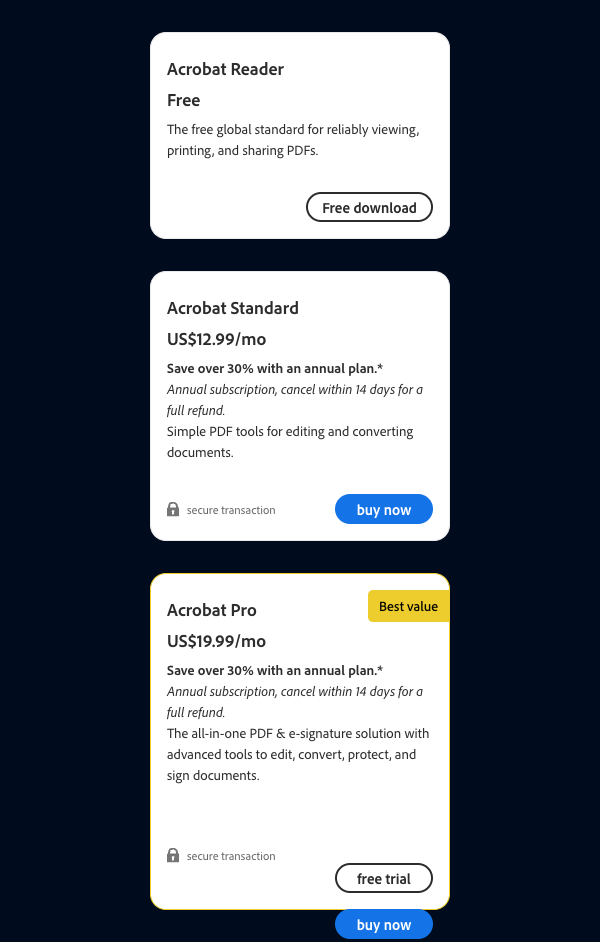 Acrobat Reader
Free
The free global standard for reliably viewing,
printing, and sharing PDFs.
Free download
Acrobat Standard
US$12.99/mo
Save over 30% with an annual plan.*
Annual subscription, cancel within 14 days for a
full refund.
Simple PDF tools for editing and converting
documents.
secure transaction
buy now
Best value
Acrobat Pro
US$19.99/mo
Save over 30% with an annual plan.*
Annual subscription, cancel within 14 days for a
full refund.
The all-in-one PDF & e-signature solution with
advanced tools to edit, convert, protect, and
sign documents.
secure transaction
free trial
buy now